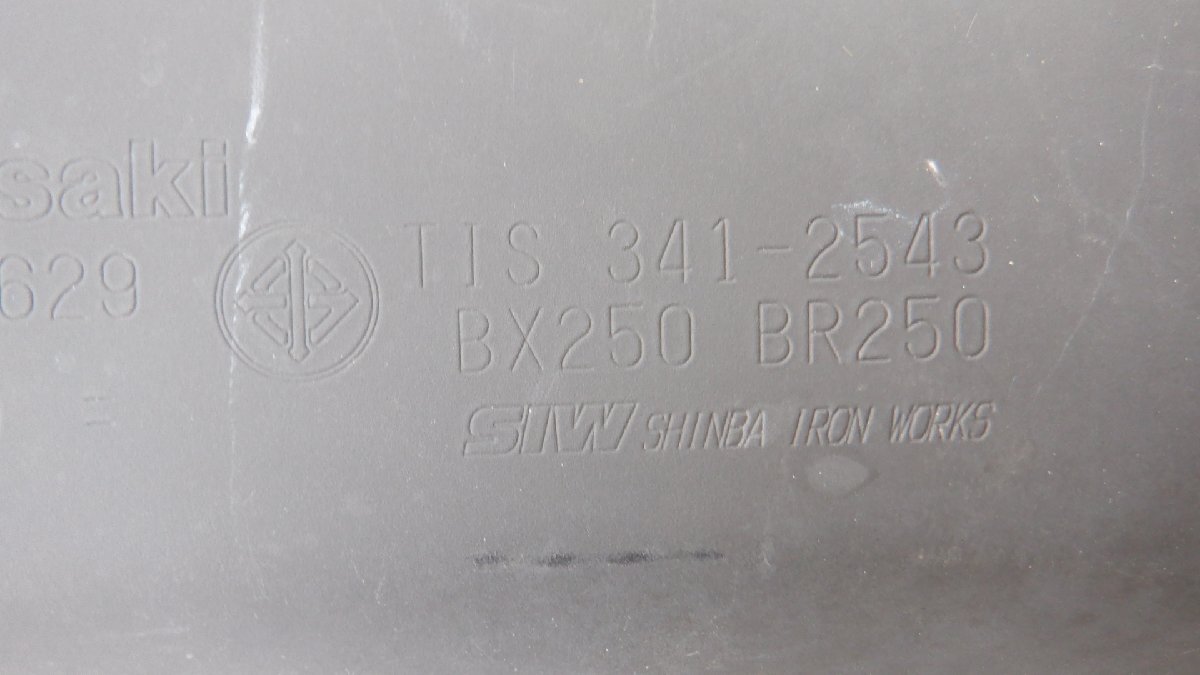 saki
629
TIS 341-2543
BX250 BR250
SIW SHINBA IRON WORKS